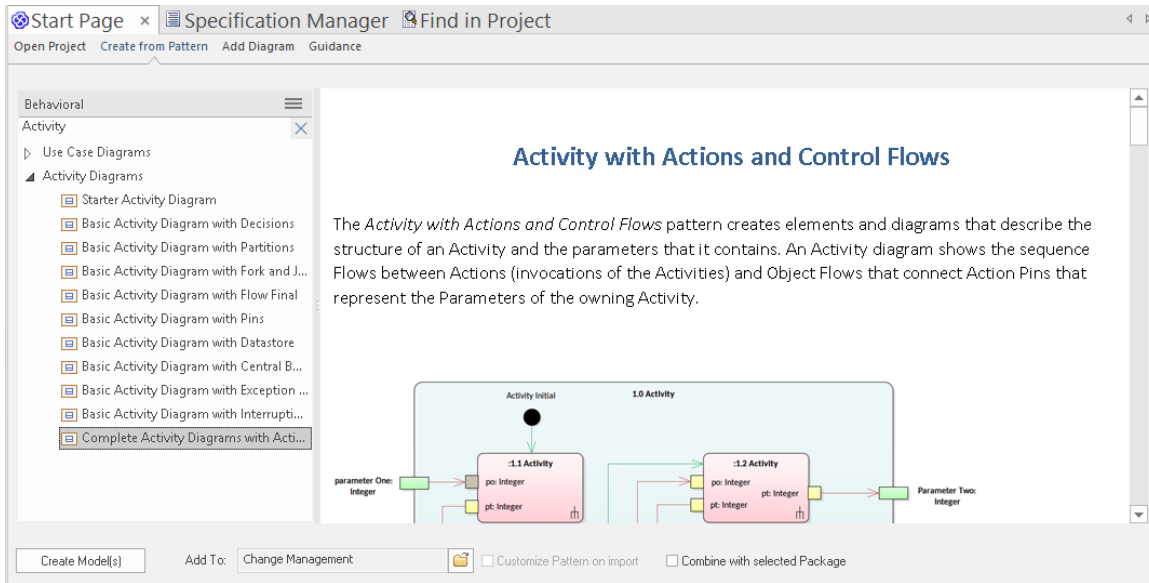 Start Page × Specification Manager Find in Project
Open Project Create from Pattern Add Diagram Guidance
Behavioral
Activity
Use Case Diagrams
Activity Diagrams
Starter Activity Diagram
Basic Activity Diagram with Decisions
Basic Activity Diagram with Partitions
Basic Activity Diagram with Fork and J...
Basic Activity Diagram with Flow Final
Basic Activity Diagram with Pins
Basic Activity Diagram with Datastore
Basic Activity Diagram with Central B...
Basic Activity Diagram with Exception ...
Basic Activity Diagram with Interrupti...
Complete Activity Diagrams with Acti...
Activity with Actions and Control Flows
The Activity with Actions and Control Flows pattern creates elements and diagrams that describe the
structure of an Activity and the parameters that it contains. An Activity diagram shows the sequence
Flows between Actions (invocations of the Activities) and Object Flows that connect Action Pins that
represent the Parameters of the owning Activity.
Activity Initial
1.0 Activity
parameter One:
Integer
:1.1 Activity
po: Integer
pt: Integer
:1.2 Activity
po: Integer
pt: Integer
pt: Integer
Parameter Two:
Integer
Create Model(s) Add To: Change Management Customize Pattern on import Combine with selected Package